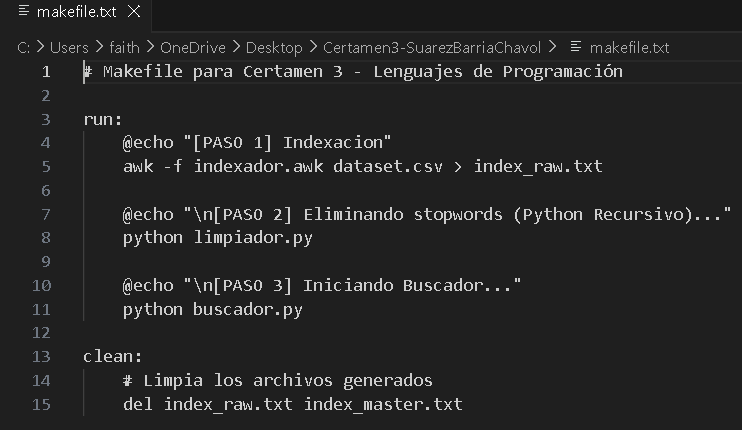 makefile.txt
C: > Users > faith > OneDrive > Desktop > Certamen3-SuarezBarriaChavol > makefile.txt
1 # Makefile para Certamen 3 - Lenguajes de Programación
2
3 run:
4 @echo "[PASO 1] Indexacion"
5 awk -f indexador.awk dataset.csv > index_raw.txt
6
7 @echo "\n[PASO 2] Eliminando stopwords (Python Recursivo)..."
8 python limpiador.py
9
10 @echo "\n[PASO 3] Iniciando Buscador..."
11 python buscador.py
12
13 clean:
14 # Limpia los archivos generados
15 del index_raw.txt index_master.txt